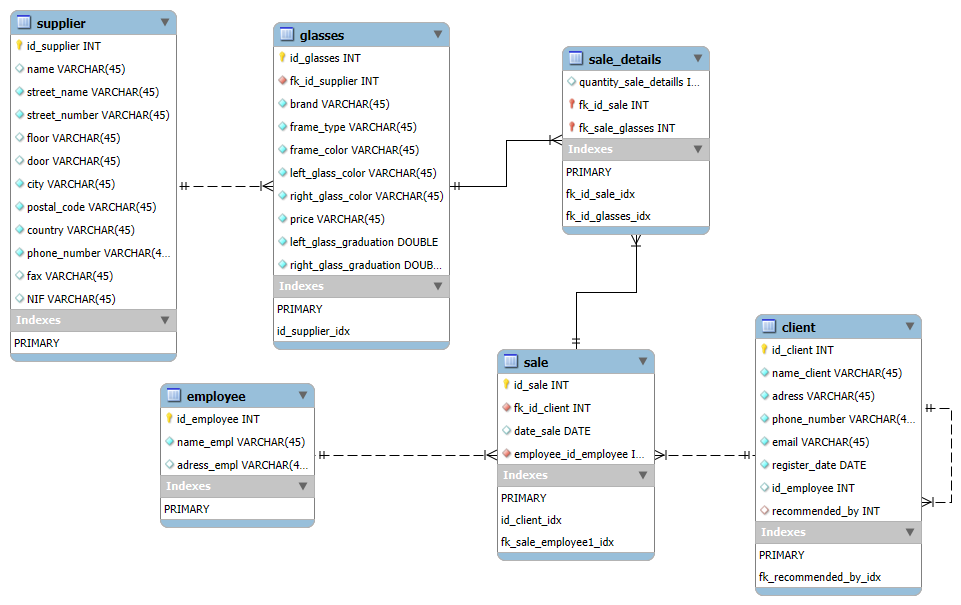 supplier
id_supplier INT
name VARCHAR(45)
street_name VARCHAR(45)
street_number VARCHAR(45)
floor VARCHAR(45)
door VARCHAR(45)
city VARCHAR(45)
postal_code VARCHAR(45)
country VARCHAR(45)
phone_number VARCHAR(4...
fax VARCHAR(45)
NIF VARCHAR(45)
Indexes
PRIMARY
glasses
id_glasses INT
fk_id_supplier INT
brand VARCHAR(45)
frame_type VARCHAR(45)
frame_color VARCHAR(45)
left_glass_color VARCHAR(45)
right_glass_color VARCHAR(45)
price VARCHAR(45)
left_glass_graduation DOUBLE
right_glass_graduation DOUB...
Indexes
PRIMARY
id_supplier_idx
sale_details
quantity_sale_detaills I...
fk_id_sale INT
fk_sale_glasses INT
Indexes
PRIMARY
fk_id_sale_idx
fk_id_glasses_idx
employee
id_employee INT
name_empl VARCHAR(45)
adress_empl VARCHAR(4...
Indexes
PRIMARY
sale
id_sale INT
fk_id_client INT
date_sale DATE
employee_id_employee I...
Indexes
PRIMARY
id_client_idx
fk_sale_employee1_idx
client
id_client INT
name_client VARCHAR(45)
adress VARCHAR(45)
phone_number VARCHAR(4...
email VARCHAR(45)
register_date DATE
id_employee INT
recommended_by INT
Indexes
PRIMARY
fk_recommended_by_idx